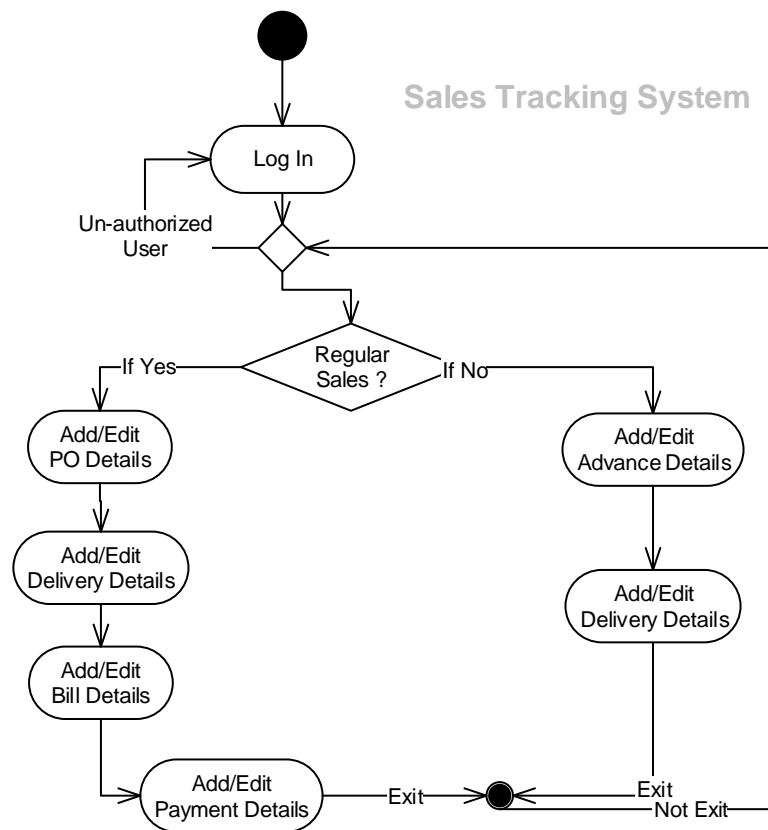 Sales Tracking System
Log In
Un-authorized
User
Regular
Sales ?
If Yes
If No
Add/Edit
PO Details
Add/Edit
Advance Details
Add/Edit
Delivery Details
Add/Edit
Delivery Details
Add/Edit
Bill Details
Add/Edit
Payment Details
Exit
Exit
Not Exit